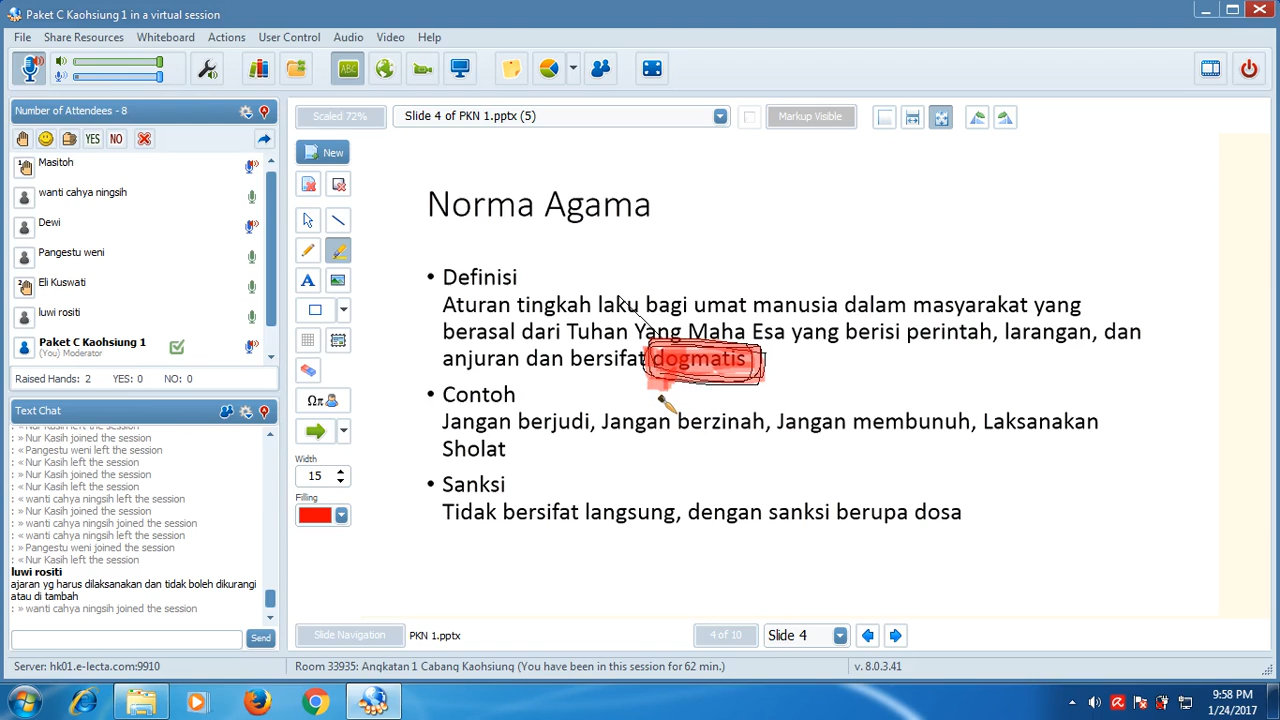 Paket C Kaohsiung 1 in a virtual session
File Share Resources Whiteboard Actions User Control Audio Video Help
ABC
Number of Attendees - 8
YES NO
Masitoh
wanti cahya ningsih
Dewi
Pangestu weni
Eli Kuswati
luwi rositi
Paket C Kaohsiung 1
(You) Moderator
Raised Hands: 2 YES: 0 NO: 0
Text Chat
: « Nur Kasih left the session
: » Nur Kasih joined the session
: « Pangestu weni left the session
: « Nur Kasih left the session
: » Nur Kasih joined the session
: « Nur Kasih left the session
: « wanti cahya ningsih left the session
: » Nur Kasih joined the session
: » wanti cahya ningsih joined the session
: « wanti cahya ningsih left the session
: » Pangestu weni joined the session
: « Nur Kasih left the session
luwi rositi
ajaran yg harus dilaksanakan dan tidak boleh dikurangi
atau di tambah
: » wanti cahya ningsih joined the session
Send
Scaled 72% Slide 4 of PKN 1.pptx (5) Markup Visible
New
A
Ωπ
Width
15
Filling
Norma Agama
• Definisi
Aturan tingkah laku bagi umat manusia dalam masyarakat yang
berasal dari Tuhan Yang Maha Esa yang berisi perintah, larangan, dan
anjuran dan bersifat dogmatis
• Contoh
Jangan berjudi, Jangan berzinah, Jangan membunuh, Laksanakan
Sholat
• Sanksi
Tidak bersifat langsung, dengan sanksi berupa dosa
Slide Navigation PKN 1.pptx 4 of 10 Slide 4
Server: hk01.e-lecta.com:9910 Room 33935: Angkatan 1 Cabang Kaohsiung (You have been in this session for 62 min.) v. 8.0.3.41
9:58 PM
1/24/2017